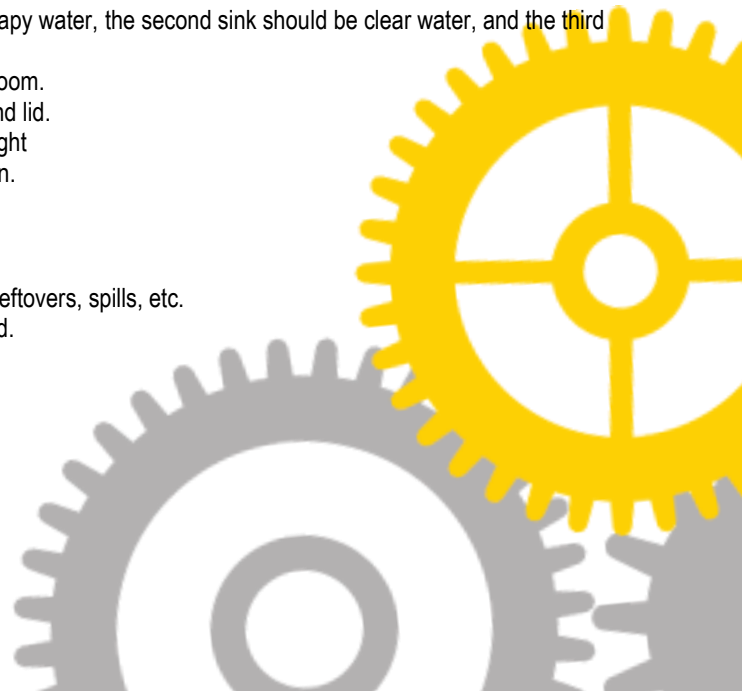 apy water, the second sink should be clear water, and the third
oom.
nd lid.
ght
n.
eftovers, spills, etc.
d.